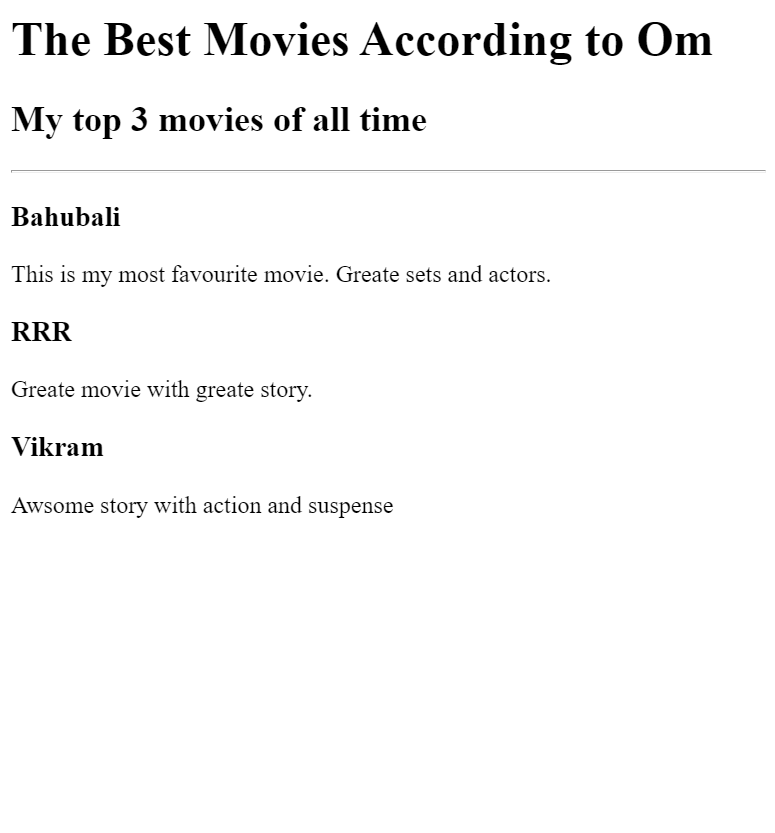 The Best Movies According to Om
My top 3 movies of all time
Bahubali
This is my most favourite movie. Greate sets and actors.
RRR
Greate movie with greate story.
Vikram
Awsome story with action and suspense